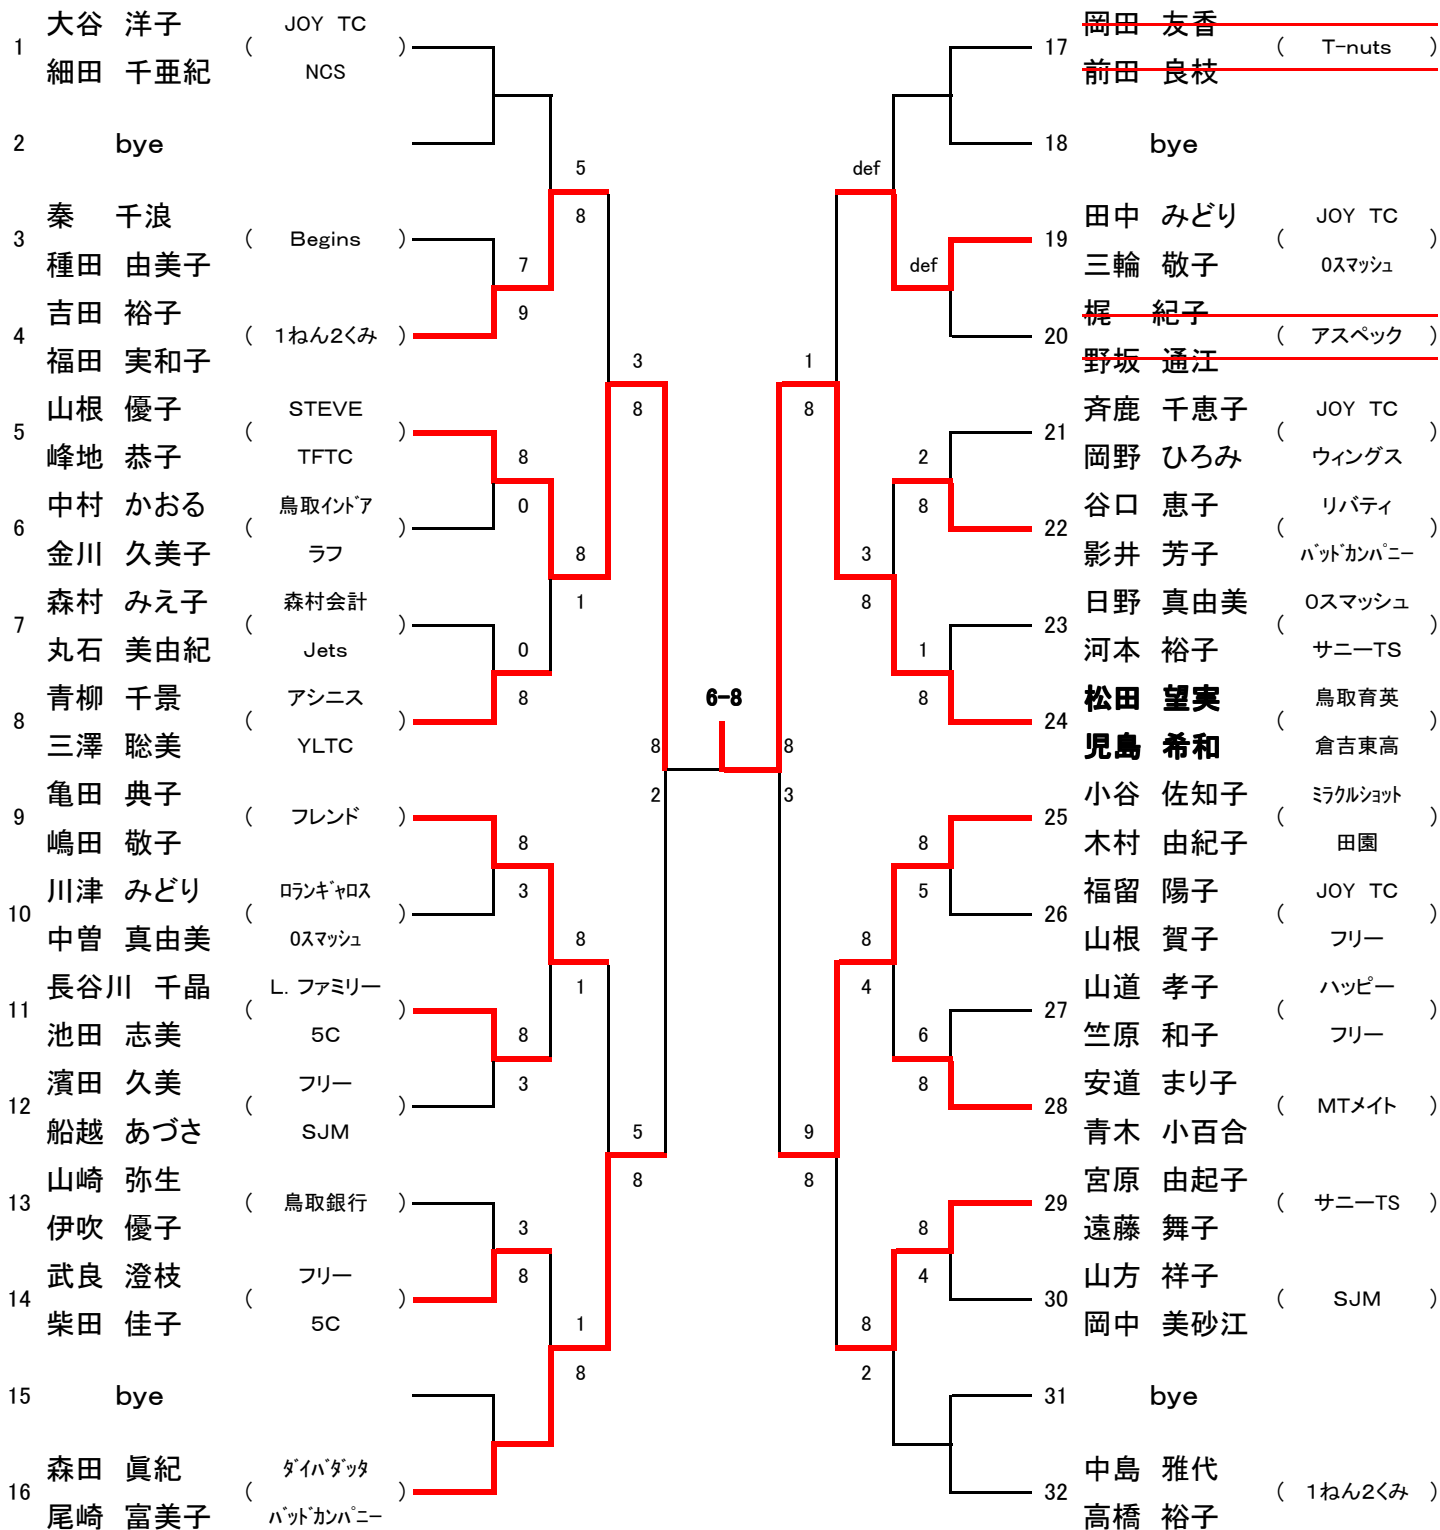 1 大谷 洋子 ( JOY TC )
細田 千亜紀 NCS
2 bye
5
8
3 秦 千浪 ( Begins )
種田 由美子
7
9
4 吉田 裕子 ( 1ねん2くみ )
福田 実和子
3
8
5 山根 優子 ( STEVE )
峰地 恭子 TFTC
8
0
6 中村 かおる ( 鳥取インドア )
金川 久美子 ラフ
8
1
7 森村 みえ子 ( 森村会計 )
丸石 美由紀 Jets
0
8
8 青柳 千景 ( アシニス )
三澤 聡美 YLTC
8
2
9 亀田 典子 ( フレンド )
嶋田 敬子
8
3
10 川津 みどり ( ロランギャロス )
中曽 真由美 0スマッシュ
8
1
11 長谷川 千晶 ( L. ファミリー )
池田 志美 5C
8
3
12 濱田 久美 ( フリー )
船越 あづさ SJM
5
8
13 山崎 弥生 ( 鳥取銀行 )
伊吹 優子
3
8
14 武良 澄枝 ( フリー )
柴田 佳子 5C
1
8
15 bye
16 森田 眞紀 ( ダイバダッタ )
尾崎 富美子 バッドカンパニー
6-8
17 岡田 友香 ( T-nuts )
前田 良枝
18 bye
def
19 田中 みどり ( JOY TC )
三輪 敬子 0スマッシュ
def
20 梶 紀子 ( アスペック )
野坂 通江
1
8
21 斉鹿 千恵子 ( JOY TC )
岡野 ひろみ ウィングス
2
8
22 谷口 恵子 ( リバティ )
影井 芳子 バッドカンパニー
3
8
23 日野 真由美 ( 0スマッシュ )
河本 裕子 サニーTS
1
8
24 松田 望実 ( 鳥取育英 )
児島 希和 倉吉東高
8
3
25 小谷 佐知子 ( ミラクルショット )
木村 由紀子 田園
8
5
26 福留 陽子 ( JOY TC )
山根 賀子 フリー
8
4
27 山道 孝子 ( ハッピー )
竺原 和子 フリー
6
8
28 安道 まり子 ( MTメイト )
青木 小百合
9
8
29 宮原 由起子 ( サニーTS )
遠藤 舞子
8
4
30 山方 祥子 ( SJM )
岡中 美砂江
8
2
31 bye
32 中島 雅代 ( 1ねん2くみ )
高橋 裕子